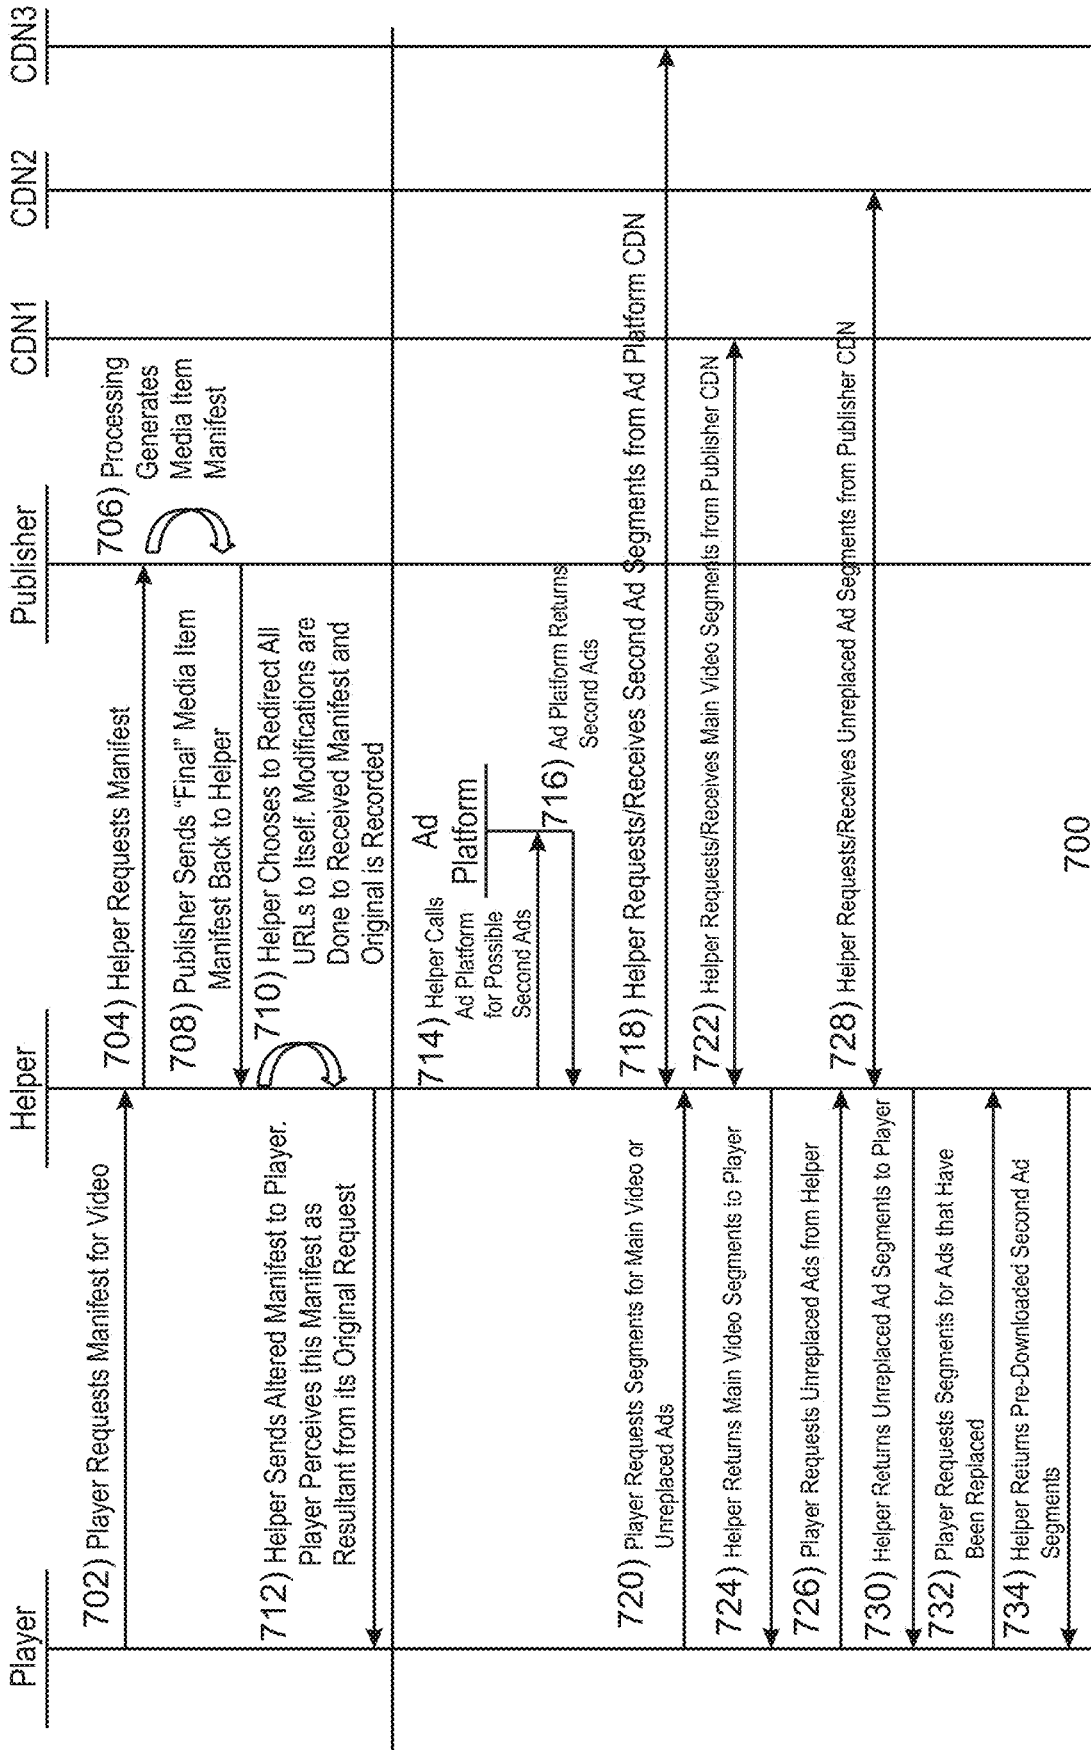 Player
Helper
Publisher
CDN1
CDN2
CDN3
702) Player Requests Manifest for Video
704) Helper Requests Manifest
706) Processing
Generates
Media Item
Manifest
708) Publisher Sends “Final” Media Item
Manifest Back to Helper
710) Helper Chooses to Redirect All
URLs to Itself. Modifications are
Done to Received Manifest and
Original is Recorded
712) Helper Sends Altered Manifest to Player.
Player Perceives this Manifest as
Resultant from its Original Request
714) Helper Calls
Ad Platform
for Possible
Second Ads
Ad
Platform
716) Ad Platform Returns
Second Ads
718) Helper Requests/Receives Second Ad Segments from Ad Platform CDN
720) Player Requests Segments for Main Video or
Unreplaced Ads
722) Helper Requests/Receives Main Video Segments from Publisher CDN
724) Helper Returns Main Video Segments to Player
726) Player Requests Unreplaced Ads from Helper
728) Helper Requests/Receives Unreplaced Ad Segments from Publisher CDN
730) Helper Returns Unreplaced Ad Segments to Player
732) Player Requests Segments for Ads that Have
Been Replaced
734) Helper Returns Pre-Downloaded Second Ad
Segments
700